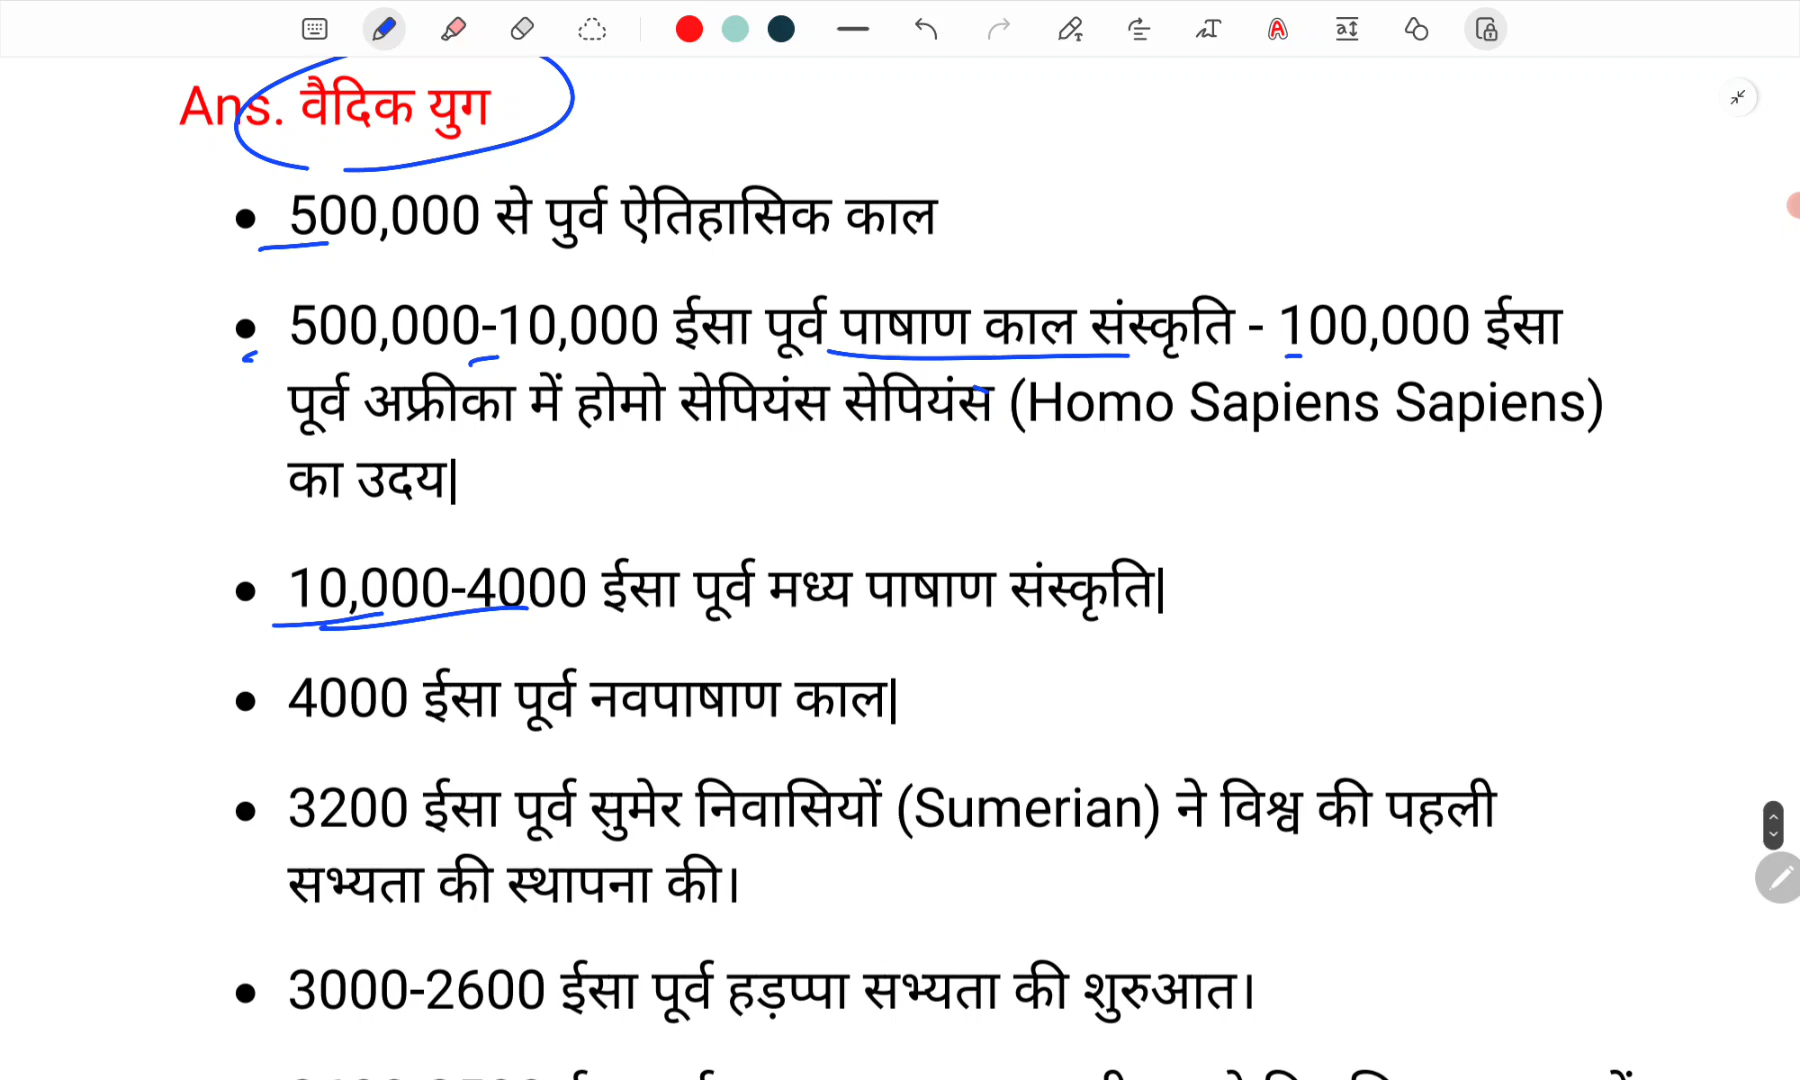 Ans. वैदिक युग
• 500,000 से पुर्व ऐतिहासिक काल
• 500,000-10,000 ईसा पूर्व पाषाण काल संस्कृति - 100,000 ईसा
पूर्व अफ्रीका में होमो सेपियंस सेपियंस (Homo Sapiens Sapiens)
का उदय|
• 10,000-4000 ईसा पूर्व मध्य पाषाण संस्कृति|
• 4000 ईसा पूर्व नवपाषाण काल|
• 3200 ईसा पूर्व सुमेर निवासियों (Sumerian) ने विश्व की पहली
सभ्यता की स्थापना की।
• 3000-2600 ईसा पूर्व हड़प्पा सभ्यता की शुरुआत।